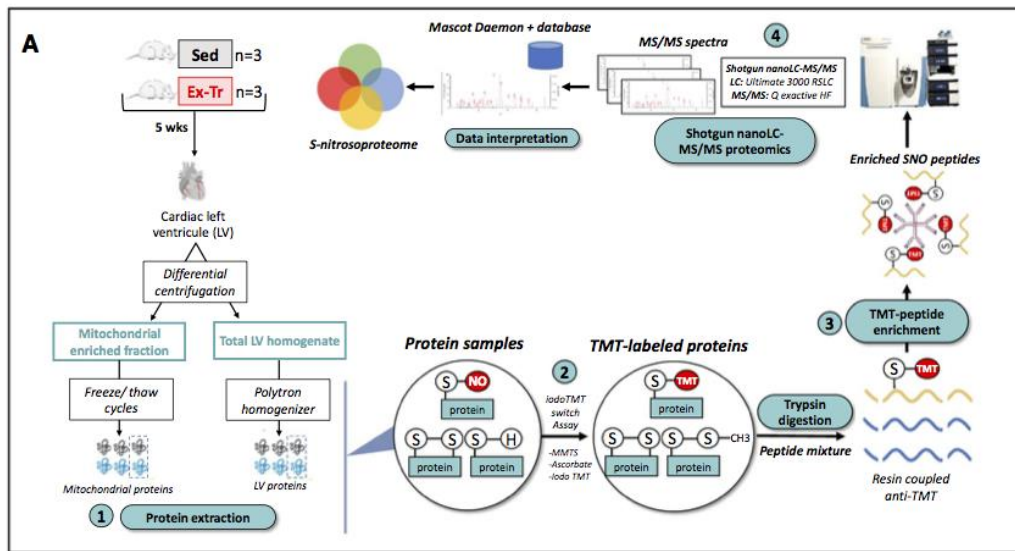 A
Sed n=3
Ex-Tr n=3
5 wks
Cardiac left
ventricule (LV)
Differential
centrifugation
Mitochondrial
enriched fraction
Total LV homogenate
Freeze/ thaw
cycles
Polytron
homogenizer
Mitochondrial proteins
LV proteins
1
Protein extraction
Protein samples
S NO
protein
S S S H
protein protein
2
iodoTMT
switch
Assay
-MMTS
-Ascorbate
-Iodo TMT
TMT-labeled proteins
S TMT
protein
S S S CH3
protein protein
Trypsin
digestion
Peptide mixture
3
TMT-peptide
enrichment
S TMT
Resin coupled
anti-TMT
Enriched SNO peptides
S TMT
S TMT
S TMT
S TMT
4
MS/MS spectra
Shotgun nanoLC-MS/MS
LC: Ultimate 3000 RSLC
MS/MS: Q exactive HF
Shotgun nanoLC-
MS/MS proteomics
Mascot Daemon + database
Data interpretation
S-nitrosoproteome